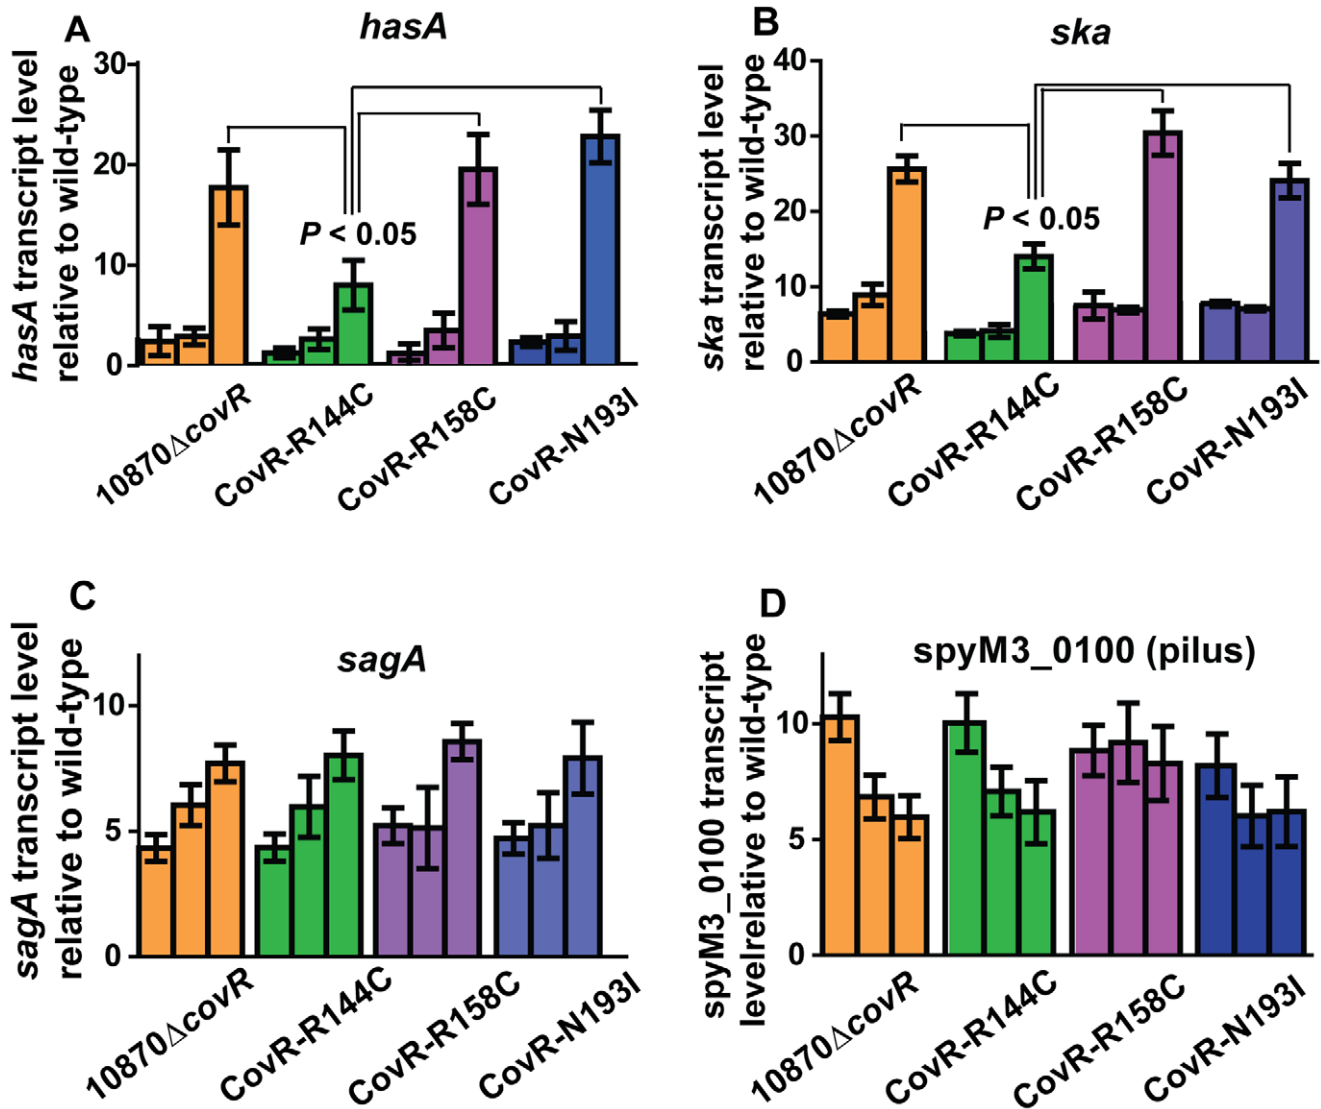 A
hasA
hasA transcript level
relative to wild-type
30
20
10
0
P < 0.05
10870ΔcovR
CovR-R144C
CovR-R158C
CovR-N193I
B
ska
ska transcript level
relative to wild-type
40
30
20
10
0
P < 0.05
10870ΔcovR
CovR-R144C
CovR-R158C
CovR-N193I
C
sagA
sagA transcript level
relative to wild-type
10
5
0
10870ΔcovR
CovR-R144C
CovR-R158C
CovR-N193I
D
spyM3_0100 (pilus)
spyM3_0100 transcript
levelrelative to wild-type
10
5
0
10870ΔcovR
CovR-R144C
CovR-R158C
CovR-N193I